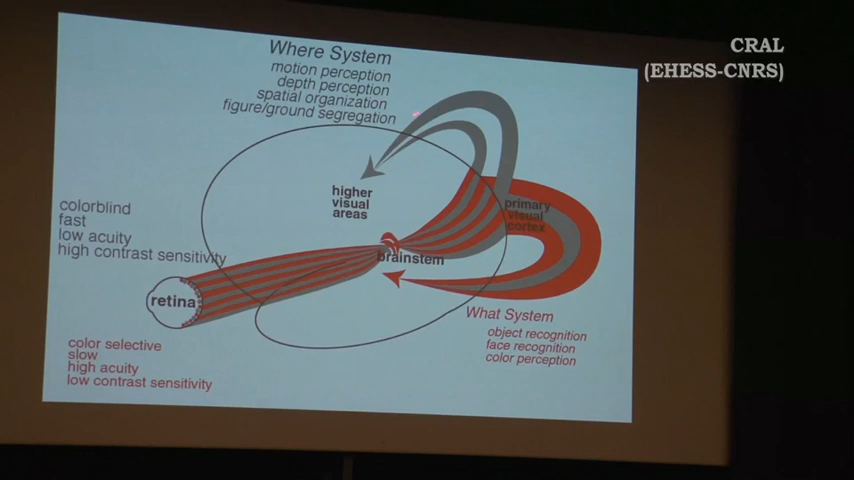 CRAL
(EHESS-CNRS)
Where System
motion perception
depth perception
spatial organization
figure/ground segregation
higher
visual
areas
primary
visual
cortex
colorblind
fast
low acuity
high contrast sensitivity
brainstem
retina
What System
object recognition
face recognition
color perception
color selective
slow
high acuity
low contrast sensitivity